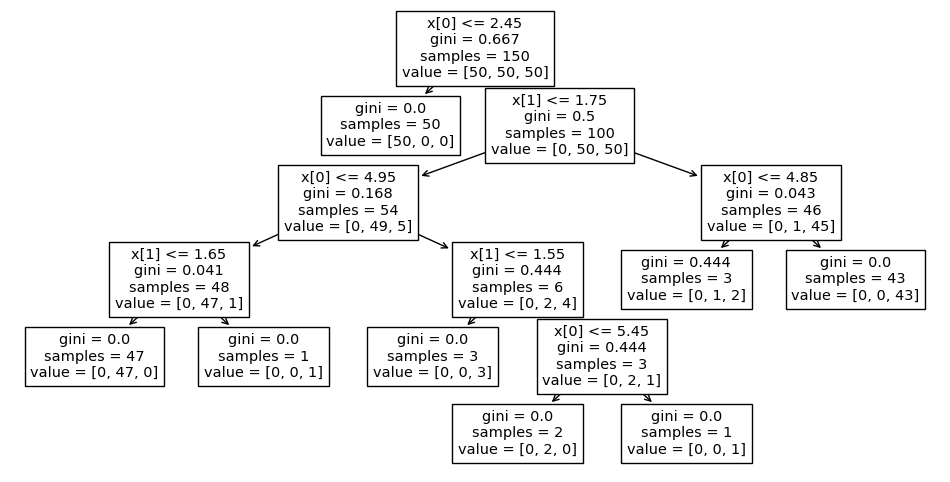 x[0] <= 2.45
gini = 0.667
samples = 150
value = [50, 50, 50]
gini = 0.0
samples = 50
value = [50, 0, 0]
x[1] <= 1.75
gini = 0.5
samples = 100
value = [0, 50, 50]
x[0] <= 4.95
gini = 0.168
samples = 54
value = [0, 49, 5]
x[0] <= 4.85
gini = 0.043
samples = 46
value = [0, 1, 45]
x[1] <= 1.65
gini = 0.041
samples = 48
value = [0, 47, 1]
x[1] <= 1.55
gini = 0.444
samples = 6
value = [0, 2, 4]
gini = 0.444
samples = 3
value = [0, 1, 2]
gini = 0.0
samples = 43
value = [0, 0, 43]
gini = 0.0
samples = 47
value = [0, 47, 0]
gini = 0.0
samples = 1
value = [0, 0, 1]
gini = 0.0
samples = 3
value = [0, 0, 3]
x[0] <= 5.45
gini = 0.444
samples = 3
value = [0, 2, 1]
gini = 0.0
samples = 2
value = [0, 2, 0]
gini = 0.0
samples = 1
value = [0, 0, 1]